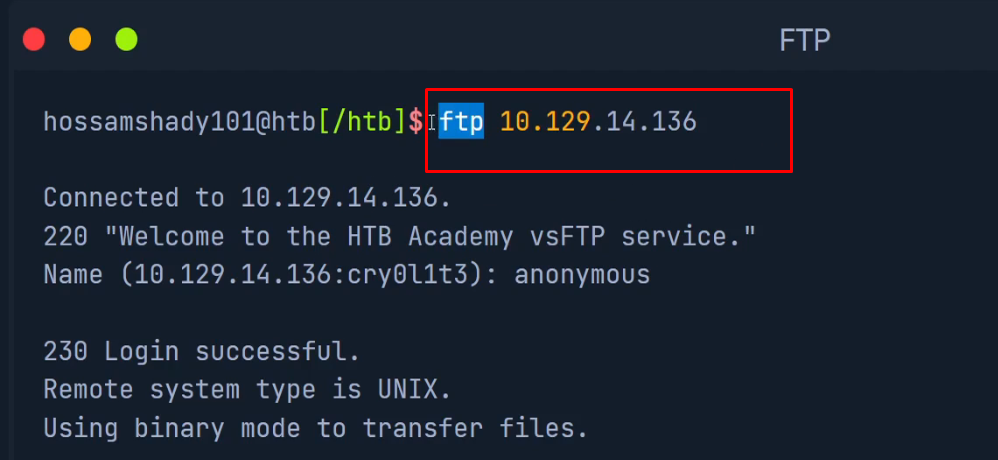 FTP
hossamshady101@htb[/htb]$ ftp 10.129.14.136
Connected to 10.129.14.136.
220 "Welcome to the HTB Academy vsFTP service."
Name (10.129.14.136:cry0l1t3): anonymous
230 Login successful.
Remote system type is UNIX.
Using binary mode to transfer files.